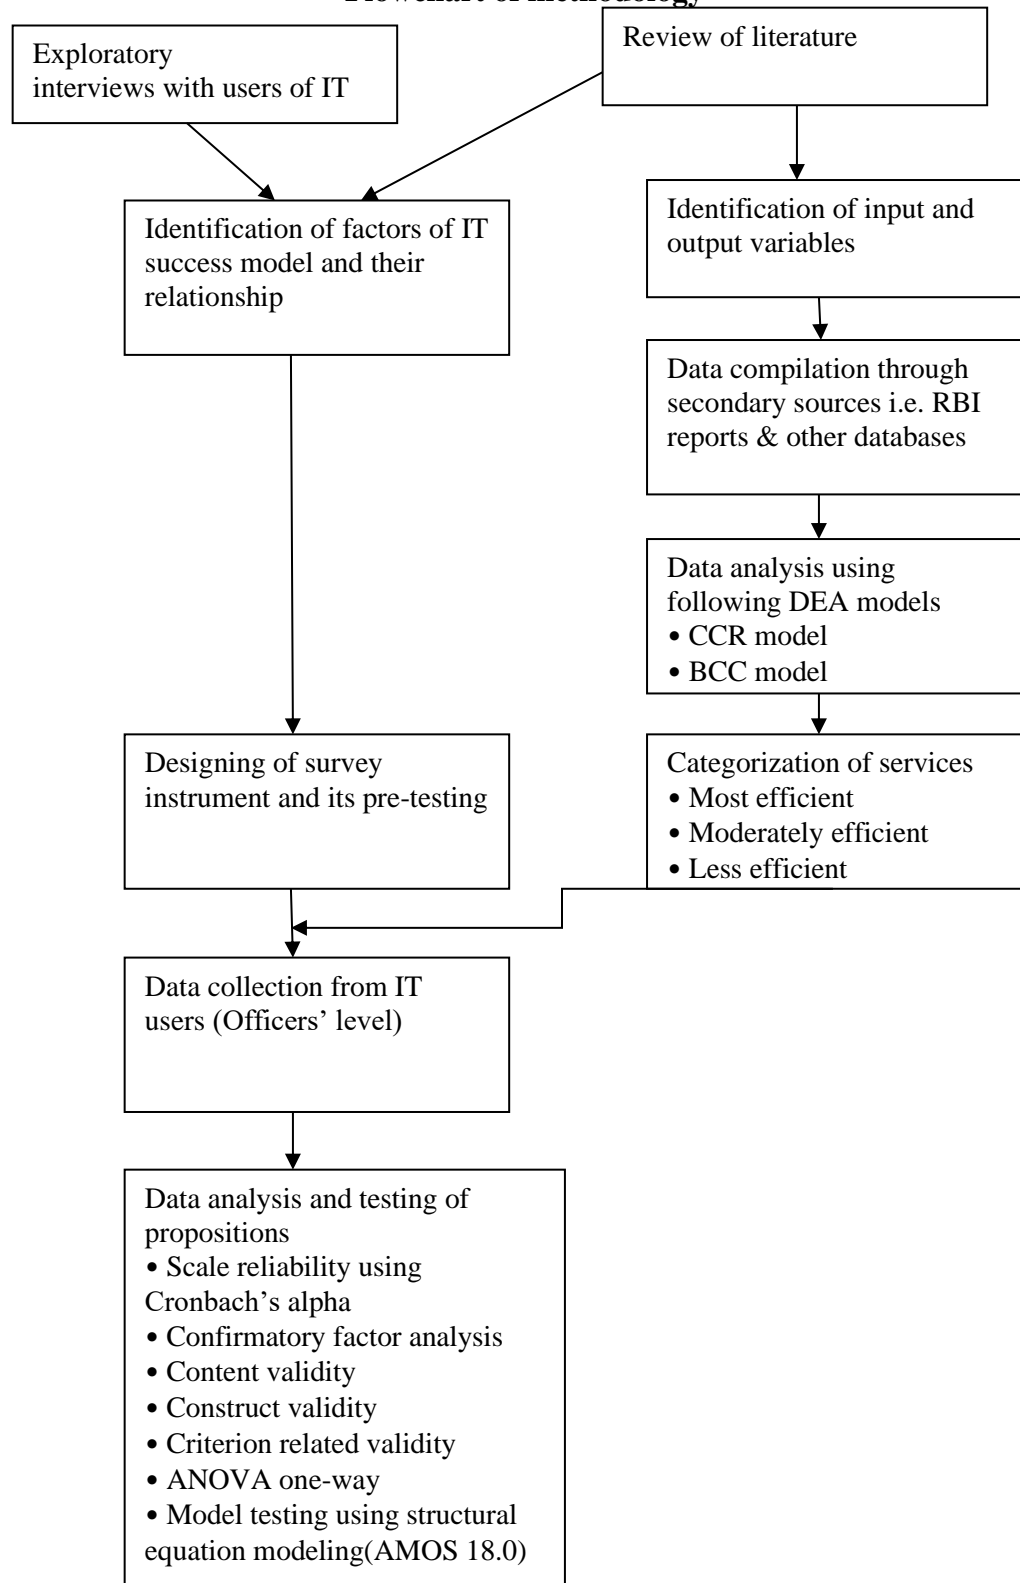 Flowchart of methodology
Exploratory
interviews with users of IT
Review of literature
Identification of factors of IT
success model and their
relationship
Identification of input and
output variables
Data compilation through
secondary sources i.e. RBI
reports & other databases
Data analysis using
following DEA models
• CCR model
• BCC model
Designing of survey
instrument and its pre-testing
Categorization of services
• Most efficient
• Moderately efficient
• Less efficient
Data collection from IT
users (Officers’ level)
Data analysis and testing of
propositions
• Scale reliability using
Cronbach’s alpha
• Confirmatory factor analysis
• Content validity
• Construct validity
• Criterion related validity
• ANOVA one-way
• Model testing using structural
equation modeling(AMOS 18.0)